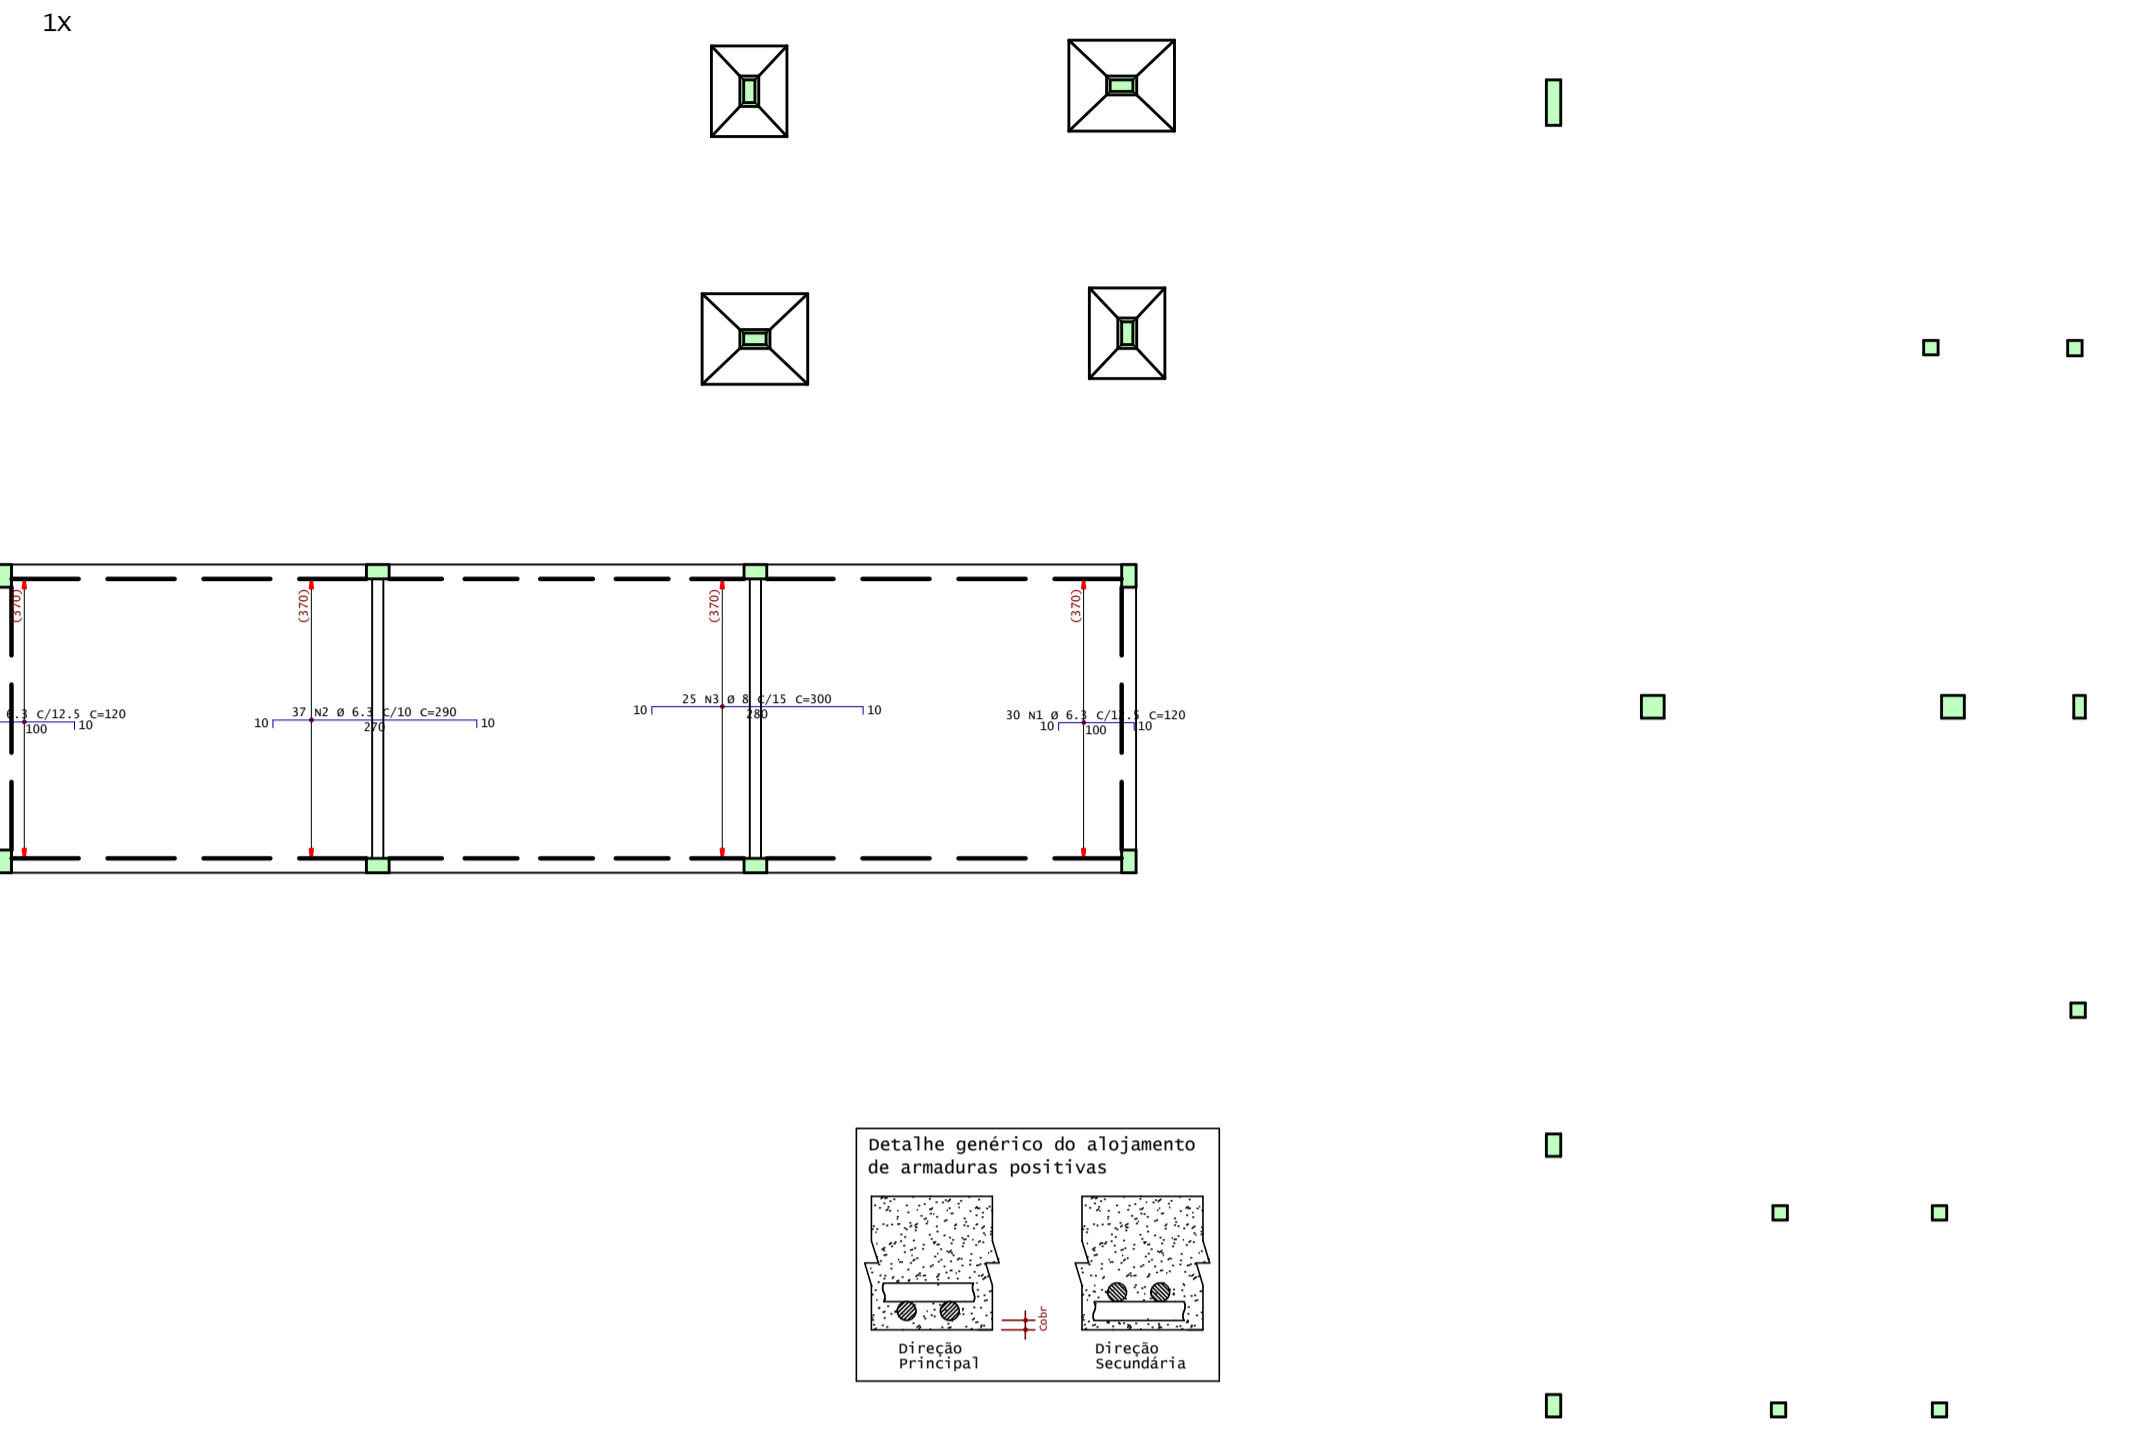 1x
(370)
(370)
(370)
(370)
6.3 C/12.5 C=120
100
10
37 N2 Ø 6.3 C/10 C=290
10
270
10
25 N3 Ø 8 C/15 C=300
10
280
10
30 N1 Ø 6.3 C/12.5 C=120
10
100
10
Detalhe genérico do alojamento
de armaduras positivas
Cobr
Direção
Principal
Direção
Secundária